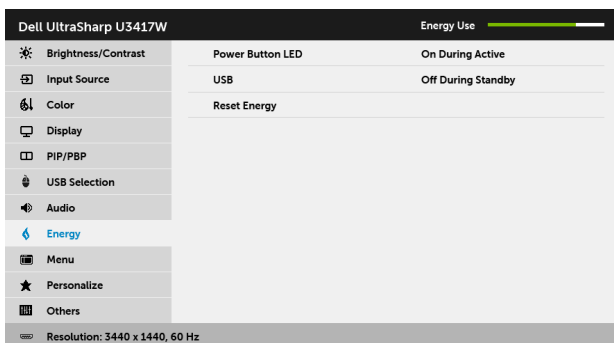 Dell UltraSharp U3417W Energy Use
Brightness/Contrast Power Button LED On During Active
Input Source USB Off During Standby
Color Reset Energy
Display
PIP/PBP
USB Selection
Audio
Energy
Menu
Personalize
Others
Resolution: 3440 x 1440, 60 Hz